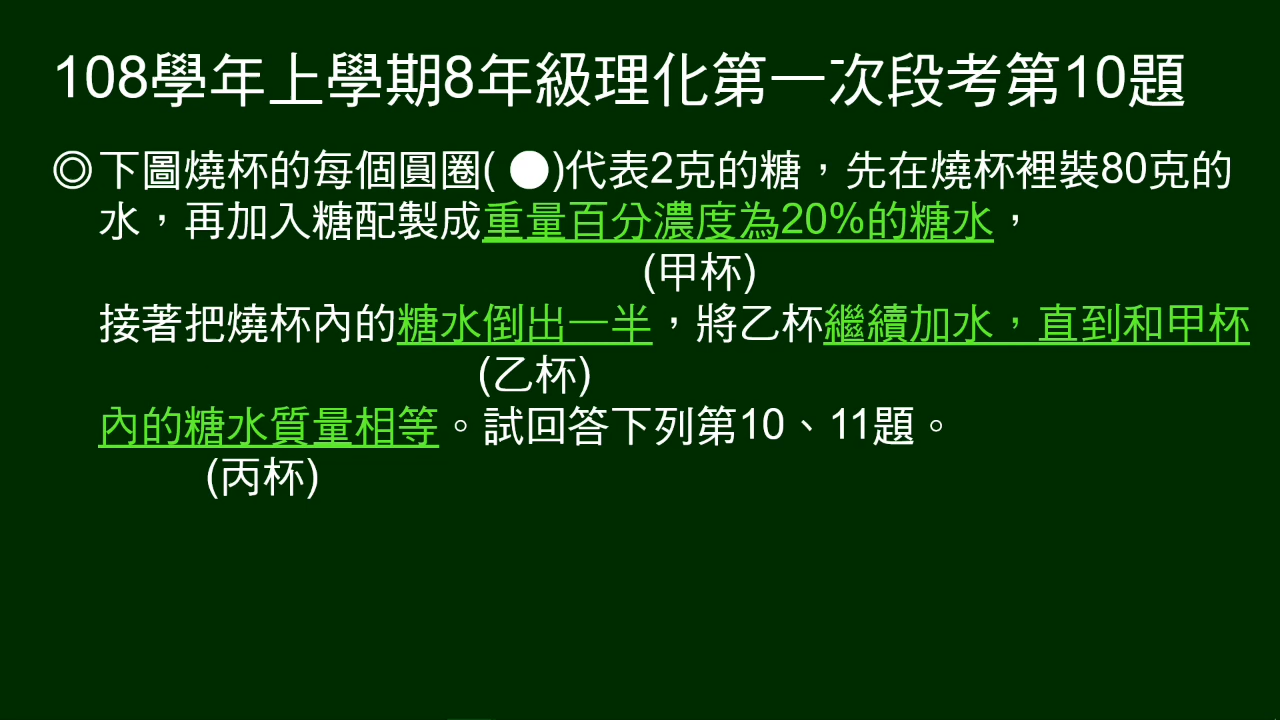 108學年上學期8年級理化第一次段考第10題
◎下圖燒杯的每個圓圈( ●)代表2克的糖，先在燒杯裡裝80克的
水，再加入糖配製成重量百分濃度為20%的糖水，
(甲杯)
接著把燒杯內的糖水倒出一半，將乙杯繼續加水，直到和甲杯
(乙杯)
內的糖水質量相等。試回答下列第10、11題。
(丙杯)